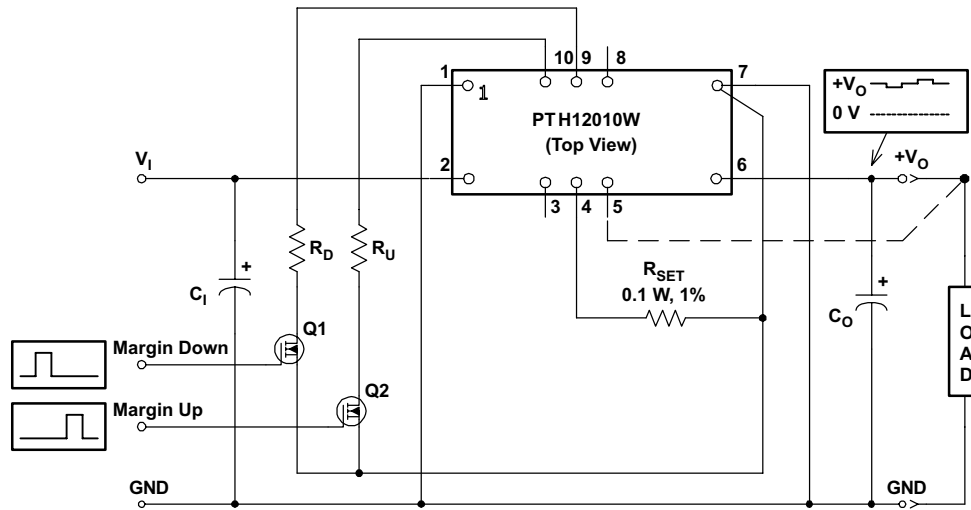 10 9 8
1
7
1
PTH12010W
(Top View)
+VO
0 V
VI
2
6
+VO
3 4 5
RD
RU
RSET
0.1 W, 1%
+
CI
+
CO
L
O
A
D
Q1
Margin Down
Q2
Margin Up
GND
GND